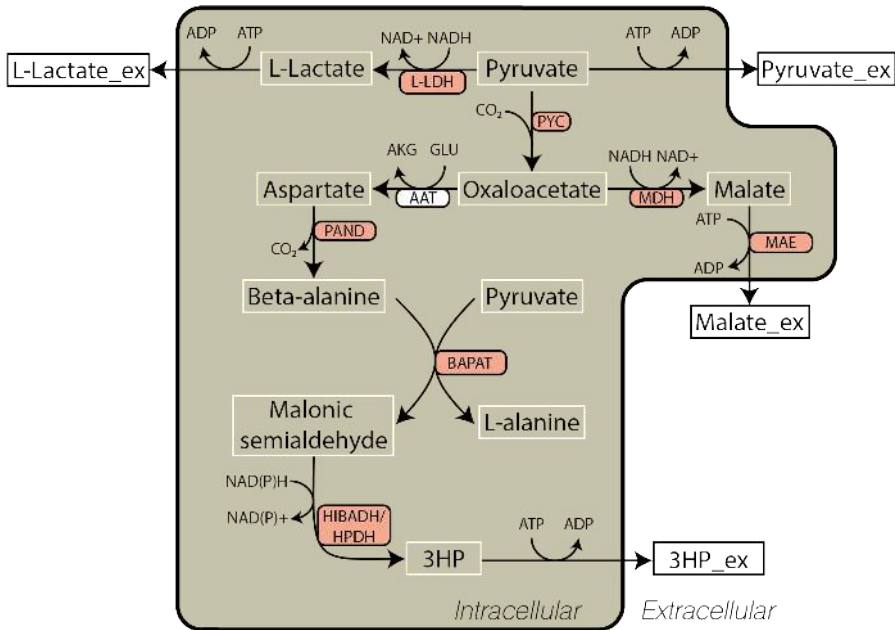 ADP ATP
NAD+ NADH
ATP ADP
L-Lactate_ex
L-Lactate
L-LDH
Pyruvate
Pyruvate_ex
CO₂
PYC
AKG GLU
NADH NAD+
Aspartate
AAT
Oxaloacetate
MDH
Malate
PAND
CO₂
ATP
MAE
ADP
Beta-alanine
Pyruvate
Malate_ex
BAPAT
Malonic
semialdehyde
L-alanine
NAD(P)H
NAD(P)+
HIBADH/
HPDH
ATP ADP
3HP
3HP_ex
Intracellular
Extracellular